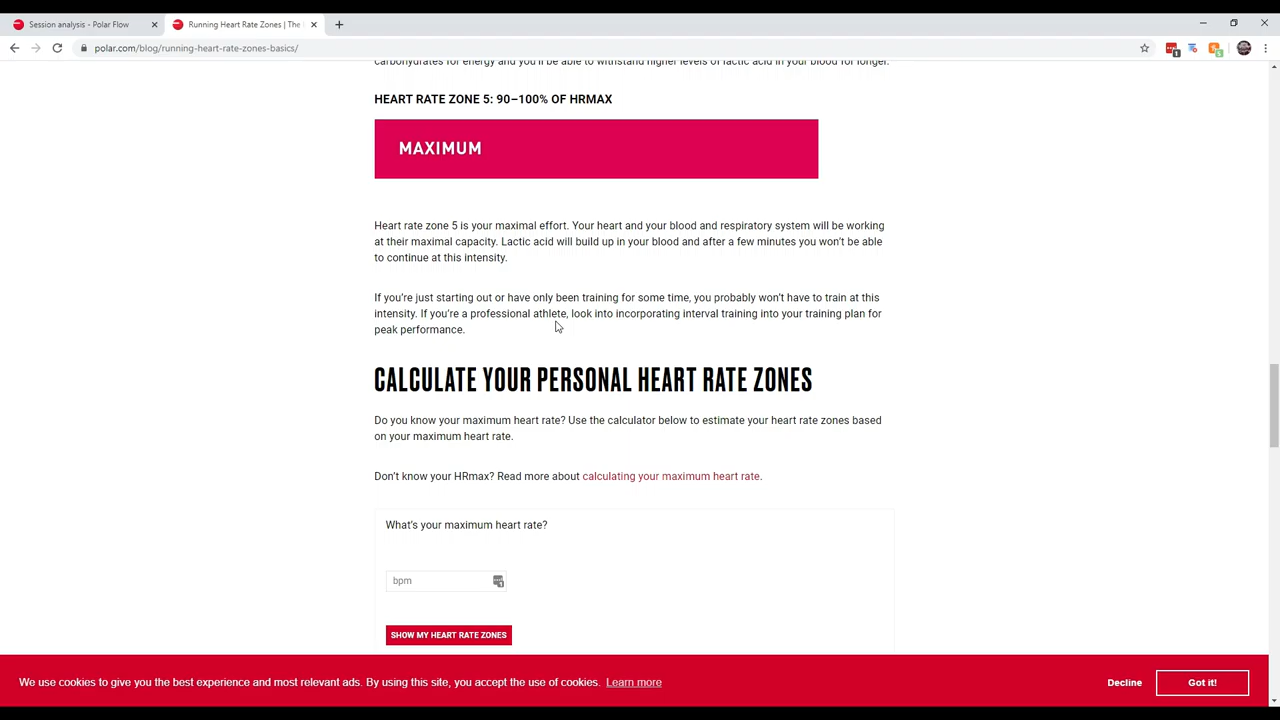 Session analysis - Polar Flow
Running Heart Rate Zones | The
polar.com/blog/running-heart-rate-zones-basics/
carbohydrates for energy and you'll be able to withstand higher levels of lactic acid in your blood for longer.
HEART RATE ZONE 5: 90–100% OF HRMAX
MAXIMUM
Heart rate zone 5 is your maximal effort. Your heart and your blood and respiratory system will be working
at their maximal capacity. Lactic acid will build up in your blood and after a few minutes you won't be able
to continue at this intensity.
If you're just starting out or have only been training for some time, you probably won't have to train at this
intensity. If you're a professional athlete, look into incorporating interval training into your training plan for
peak performance.
CALCULATE YOUR PERSONAL HEART RATE ZONES
Do you know your maximum heart rate? Use the calculator below to estimate your heart rate zones based
on your maximum heart rate.
Don't know your HRmax? Read more about calculating your maximum heart rate.
What's your maximum heart rate?
bpm
SHOW MY HEART RATE ZONES
We use cookies to give you the best experience and most relevant ads. By using this site, you accept the use of cookies. Learn more
Decline
Got it!